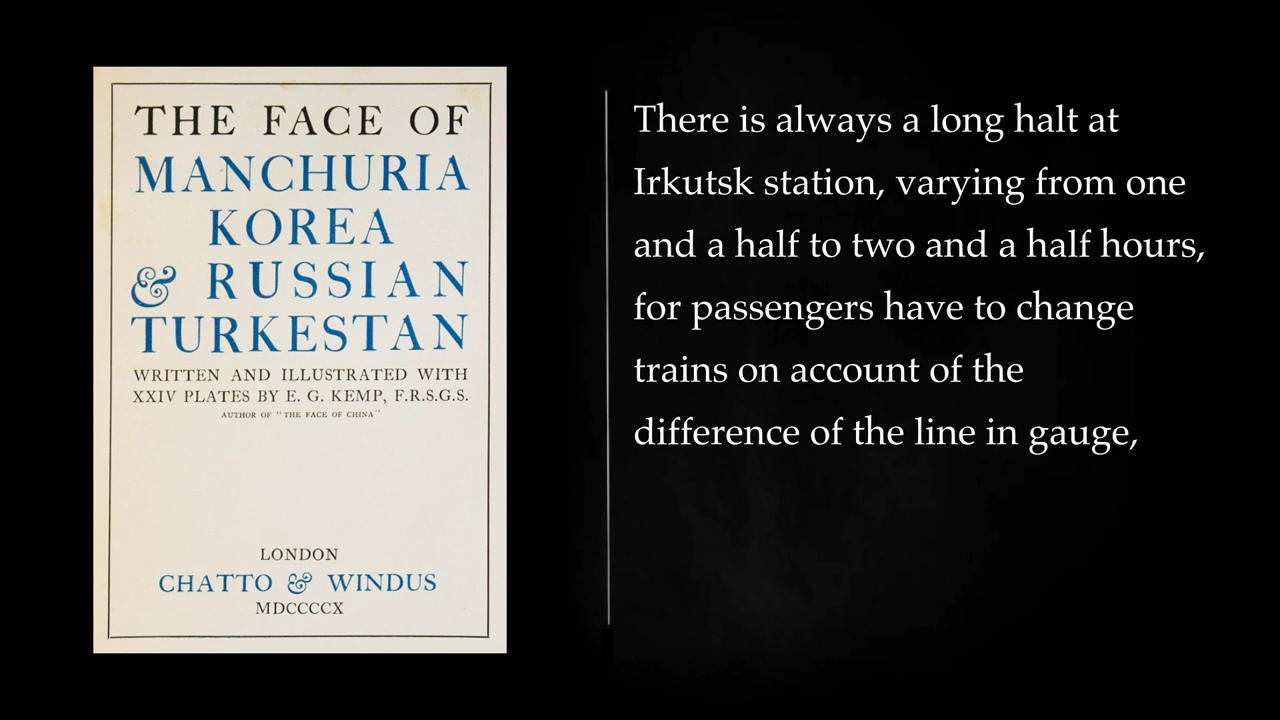 THE FACE OF
MANCHURIA
KOREA
& RUSSIAN
TURKESTAN
WRITTEN AND ILLUSTRATED WITH
XXIV PLATES BY E. G. KEMP, F.R.S.G.S.
AUTHOR OF "THE FACE OF CHINA"
LONDON
CHATTO & WINDUS
MDCCCCX
There is always a long halt at
Irkutsk station, varying from one
and a half to two and a half hours,
for passengers have to change
trains on account of the
difference of the line in gauge,